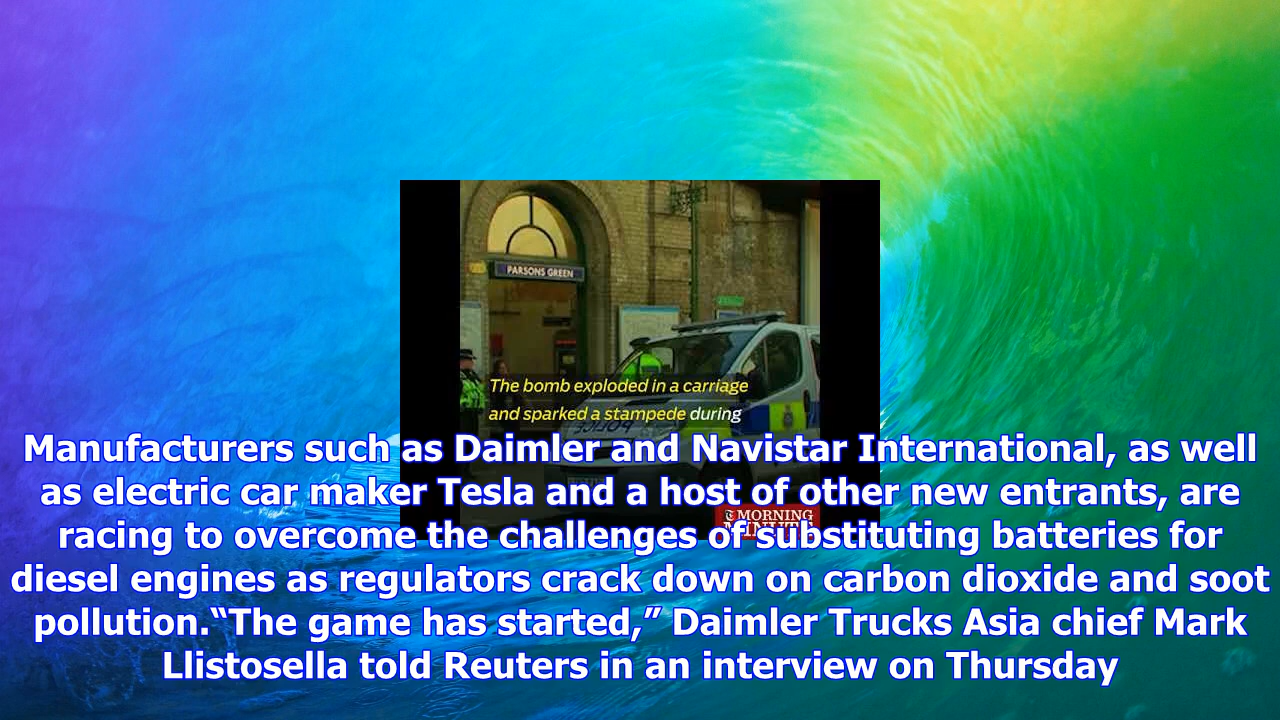 PARSONS GREEN
The bomb exploded in a carriage
and sparked a stampede during
POLICE
MORNING
MINUTE
Manufacturers such as Daimler and Navistar International, as well
as electric car maker Tesla and a host of other new entrants, are
racing to overcome the challenges of substituting batteries for
diesel engines as regulators crack down on carbon dioxide and soot
pollution.“The game has started,” Daimler Trucks Asia chief Mark
Llistosella told Reuters in an interview on Thursday